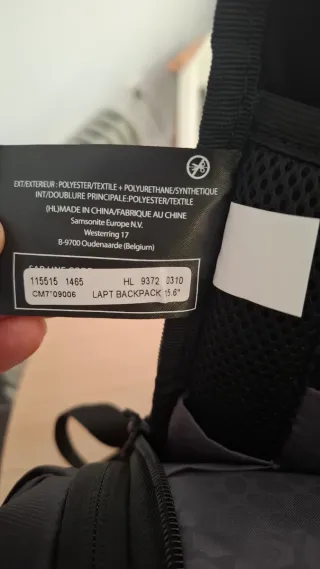 EXT/EXTERIEUR : POLYESTER/TEXTILE + POLYURETHANE/SYNTHETIQUE
INT/DOUBLURE PRINCIPALE:POLYESTER/TEXTILE
(HL)MADE IN CHINA/FABRIQUE AU CHINE
Samsonite Europe N.V.
Westerring 17
B-9700 Oudenaarde (Belgium)
115515 1465 HL 9372 0310
CM7*09006 LAPT BACKPACK 15.6"